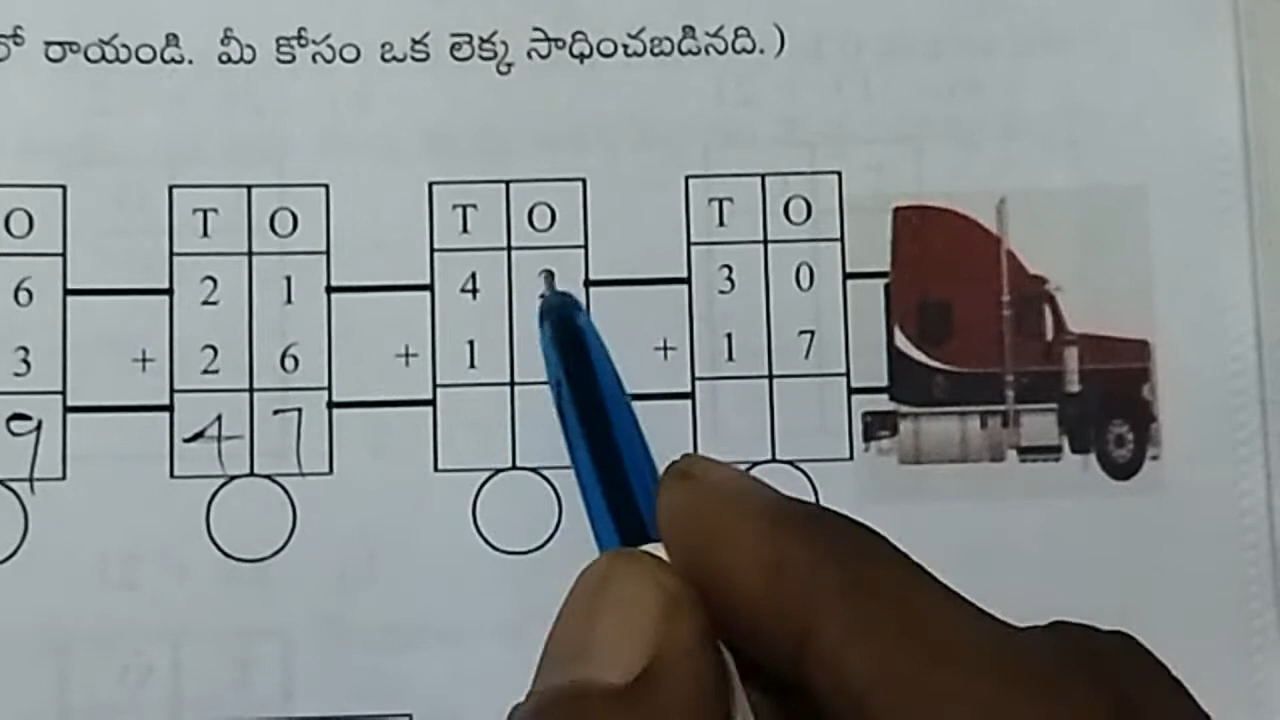 రాయండి. మీ కోసం ఒక లెక్క సాధించబడినది.)
O T O T O T O
6 2 1 4 3 0
3 + 2 6 + 1 + 1 7
9 4 7